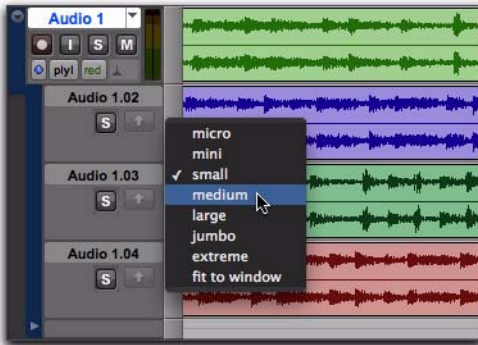 Audio 1
I S M
plyl red
Audio 1.02
S
Audio 1.03
S
Audio 1.04
S
micro
mini
✓ small
medium
large
jumbo
extreme
fit to window